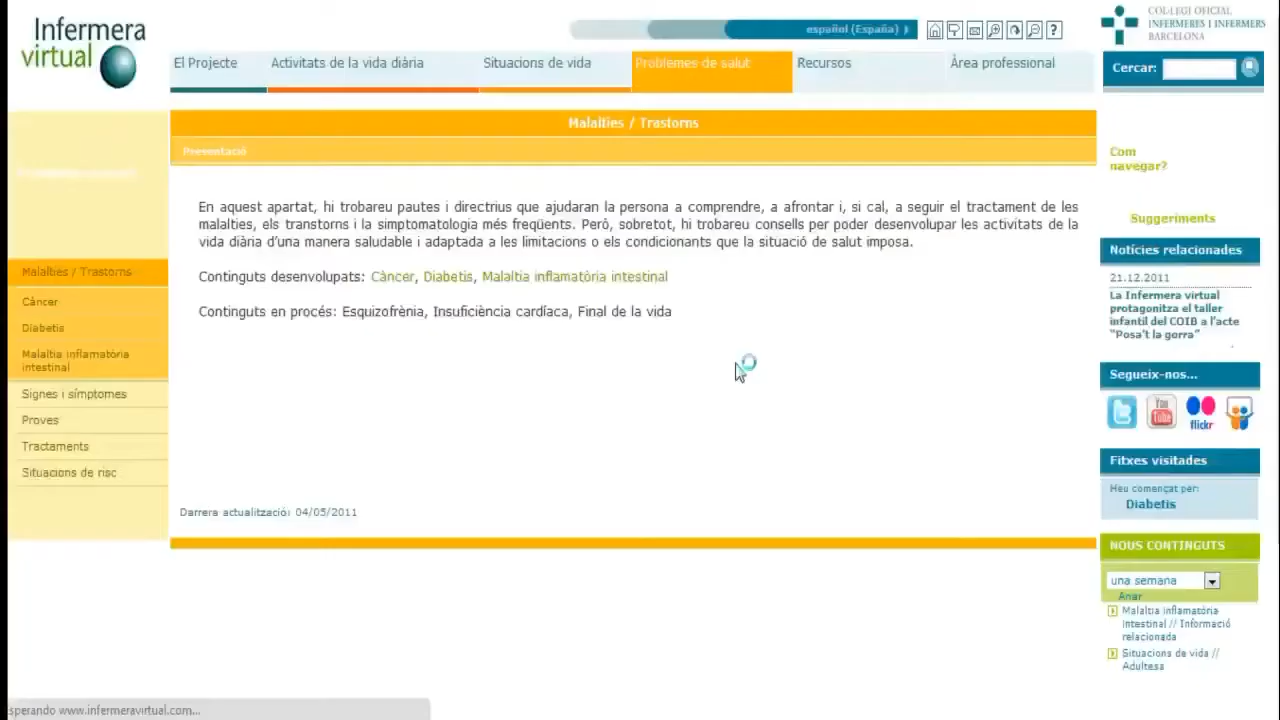 Infermera
virtual
español (España)
?
COL·LEGI OFICIAL
INFERMERES I INFERMERS
BARCELONA
El Projecte
Activitats de la vida diària
Situacions de vida
Problemes de salut
Recursos
Àrea professional
Cercar:
Malalties / Trastorns
Presentació
En aquest apartat, hi trobareu pautes i directrius que ajudaran la persona a comprendre, a afrontar i, si cal, a seguir el tractament de les
malalties, els transtorns i la simptomatologia més freqüents. Però, sobretot, hi trobareu consells per poder desenvolupar les activitats de la
vida diària d'una manera saludable i adaptada a les limitacions o els condicionants que la situació de salut imposa.
Continguts desenvolupats: Càncer, Diabetis, Malaltia inflamatòria intestinal
Continguts en procés: Esquizofrènia, Insuficiència cardíaca, Final de la vida
Darrera actualització: 04/05/2011
Malalties / Trastorns
Càncer
Diabetis
Malaltia inflamatòria
intestinal
Signes i símptomes
Proves
Tractaments
Situacions de risc
Com
navegar?
Suggeriments
Notícies relacionades
21.12.2011
La Infermera virtual
protagonitza el taller
infantil del COIB a l'acte
"Posa't la gorra"
Segueix-nos...
You
Tube
flickr
Fitxes visitades
Heu començat per:
Diabetis
NOUS CONTINGUTS
una semana
Anar
Malaltia inflamatòria
intestinal // Informació
relacionada
Situacions de vida //
Adultesa
sperando www.infermeravirtual.com...